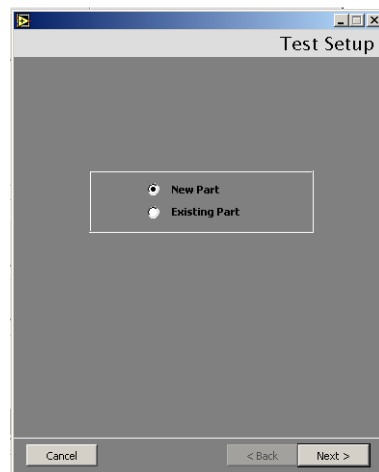 Test Setup
New Part
Existing Part
Cancel
< Back
Next >